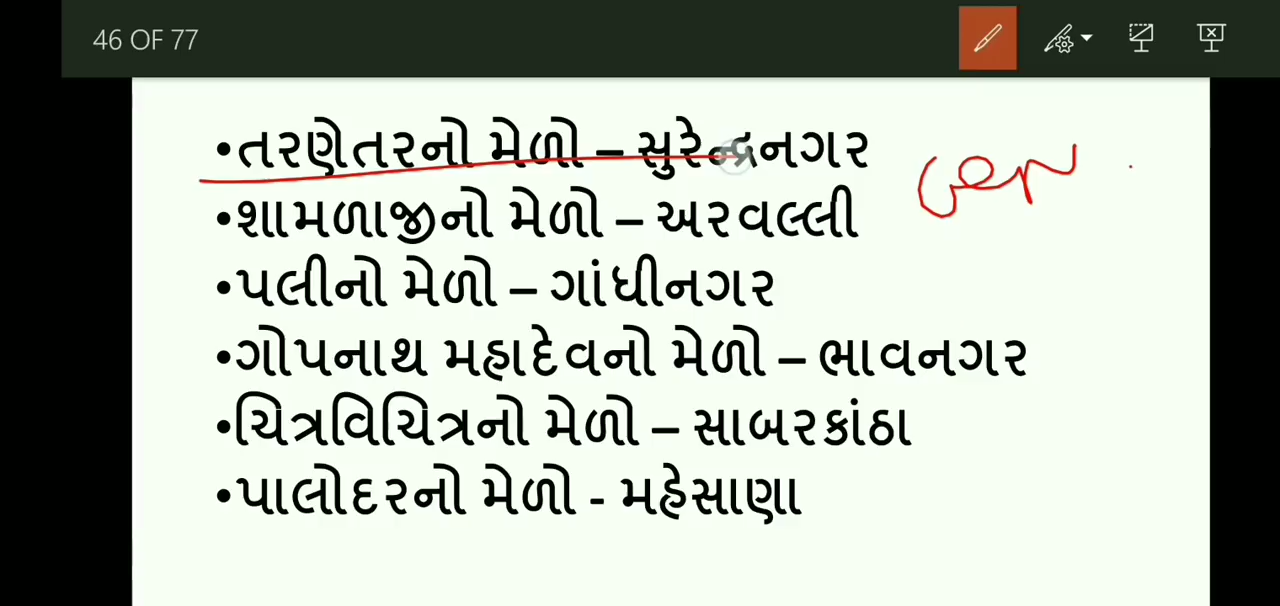 46 OF 77
•તરણેતરનો મેળો – સુરેન્દ્રનગર
•શામળાજીનો મેળો – અરવલ્લી
•પલીનો મેળો – ગાંધીનગર
•ગોપનાથ મહાદેવનો મેળો – ભાવનગર
•ચિત્રવિચિત્રનો મેળો – સાબરકાંઠા
•પાલોદરનો મેળો - મહેસાણા